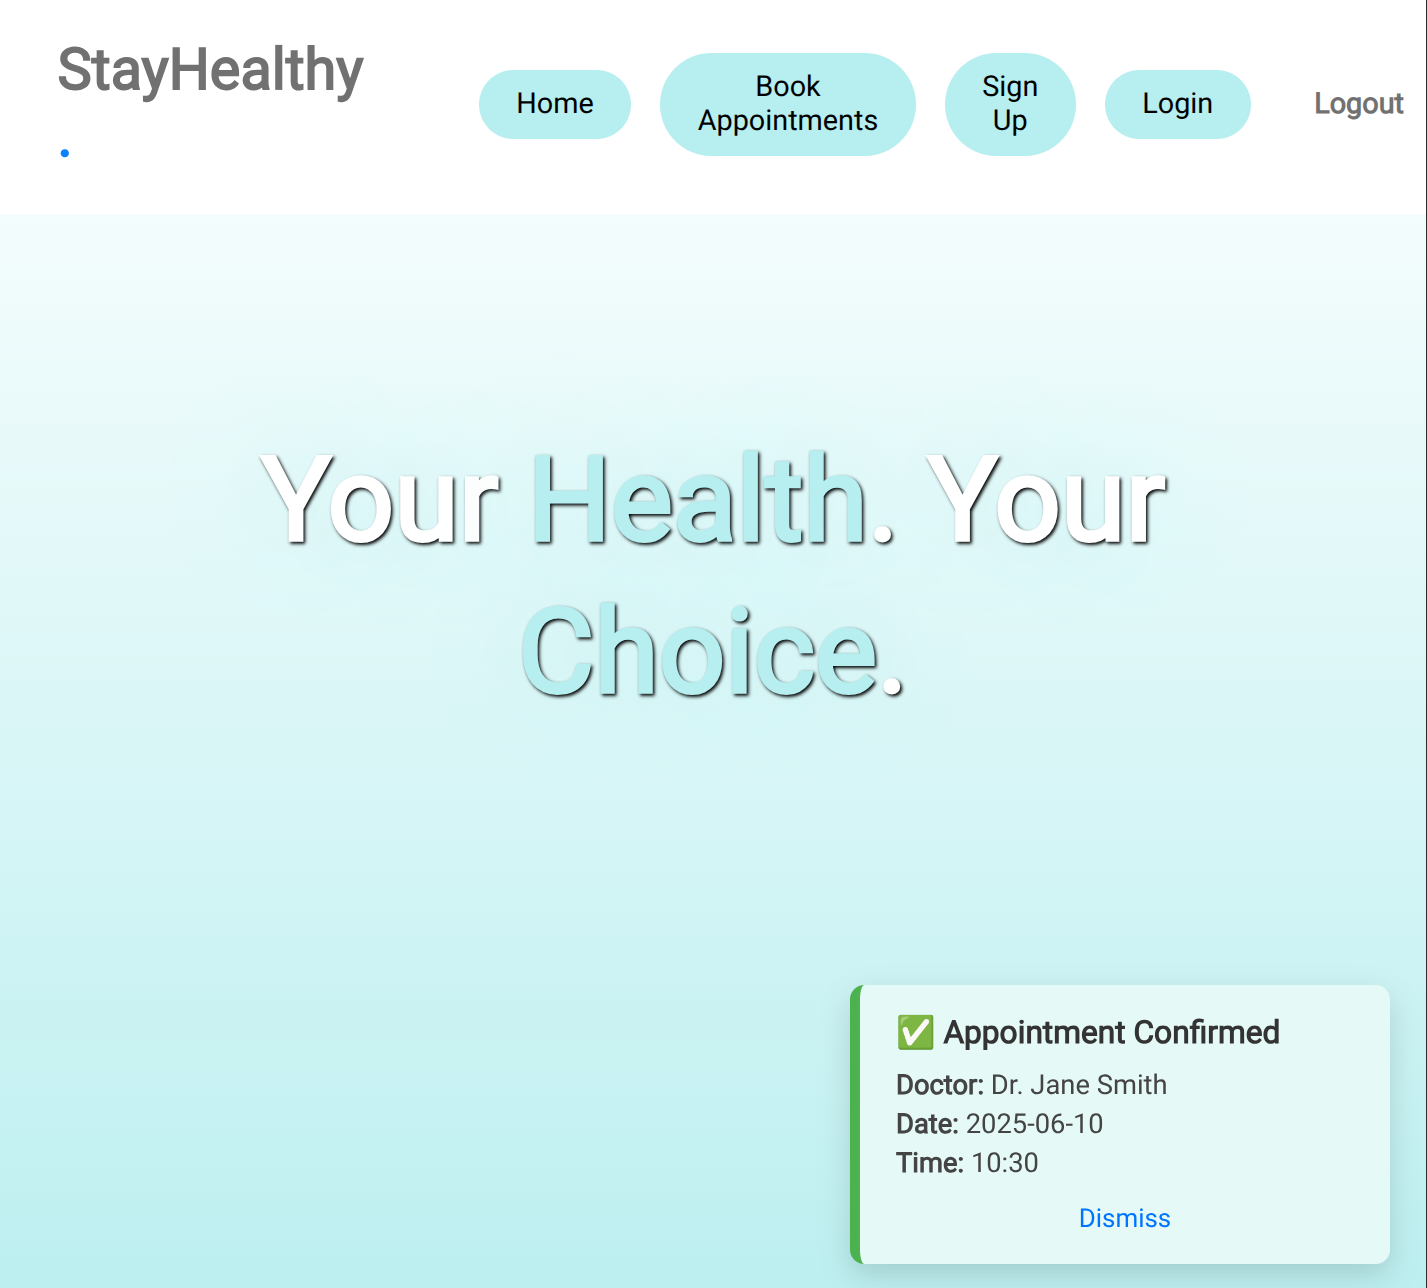 StayHealthy
.
Home
Book
Appointments
Sign
Up
Login
Logout
Your Health. Your
Choice.
✅ Appointment Confirmed
Doctor: Dr. Jane Smith
Date: 2025-06-10
Time: 10:30
Dismiss